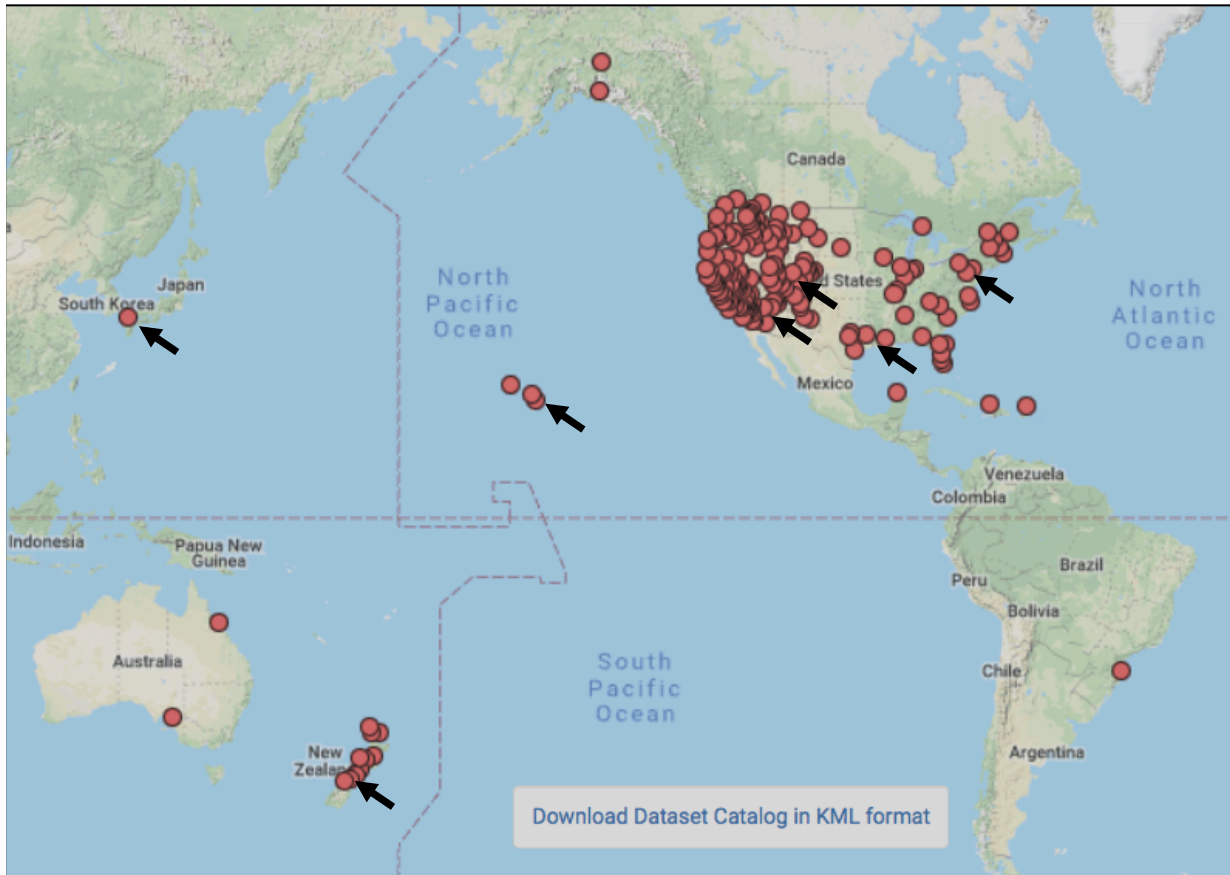 Canada
North
Pacific
Ocean
Japan
South Korea
d States
North
Atlantic
Ocean
Mexico
Venezuela
Colombia
Indonesia
Papua New
Guinea
Brazil
Peru
Bolivia
Australia
South
Pacific
Ocean
Chile
New
Zealan
Argentina
Download Dataset Catalog in KML format